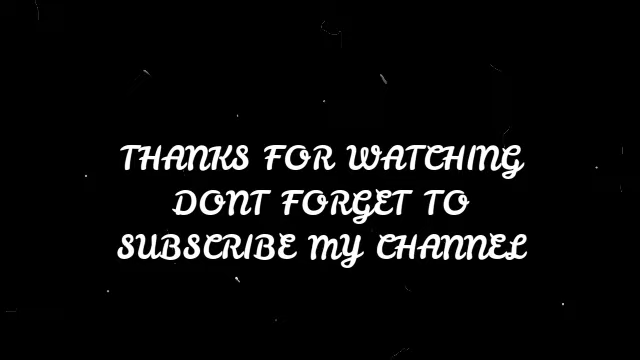 THANKS FOR WATCHING
DONT FORGET TO
SUBSCRIBE MY CHANNEL